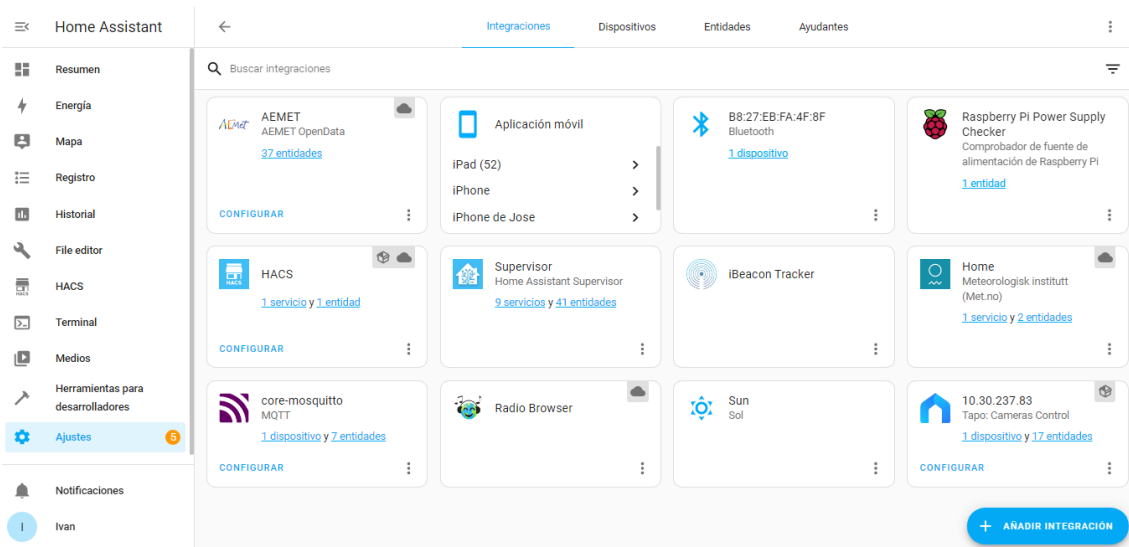 Home Assistant
Integraciones
Dispositivos
Entidades
Ayudantes
Resumen
Energía
Mapa
Registro
Historial
File editor
HACS
HACS
Terminal
Medios
Herramientas para
desarrolladores
Ajustes
5
Notificaciones
I
Ivan
Buscar integraciones
AEMet
AEMET
AEMET OpenData
37 entidades
CONFIGURAR
Aplicación móvil
iPad (52)
iPhone
iPhone de Jose
B8:27:EB:FA:4F:8F
Bluetooth
1 dispositivo
Raspberry Pi Power Supply
Checker
Comprobador de fuente de
alimentación de Raspberry Pi
1 entidad
HACS
HACS
1 servicio y 1 entidad
CONFIGURAR
Supervisor
Home Assistant Supervisor
9 servicios y 41 entidades
iBeacon Tracker
Home
Meteorologisk institutt
(Met.no)
1 servicio y 2 entidades
core-mosquitto
MQTT
1 dispositivo y 7 entidades
CONFIGURAR
Radio Browser
Sun
Sol
10.30.237.83
Tapo: Cameras Control
1 dispositivo y 17 entidades
CONFIGURAR
AÑADIR INTEGRACIÓN